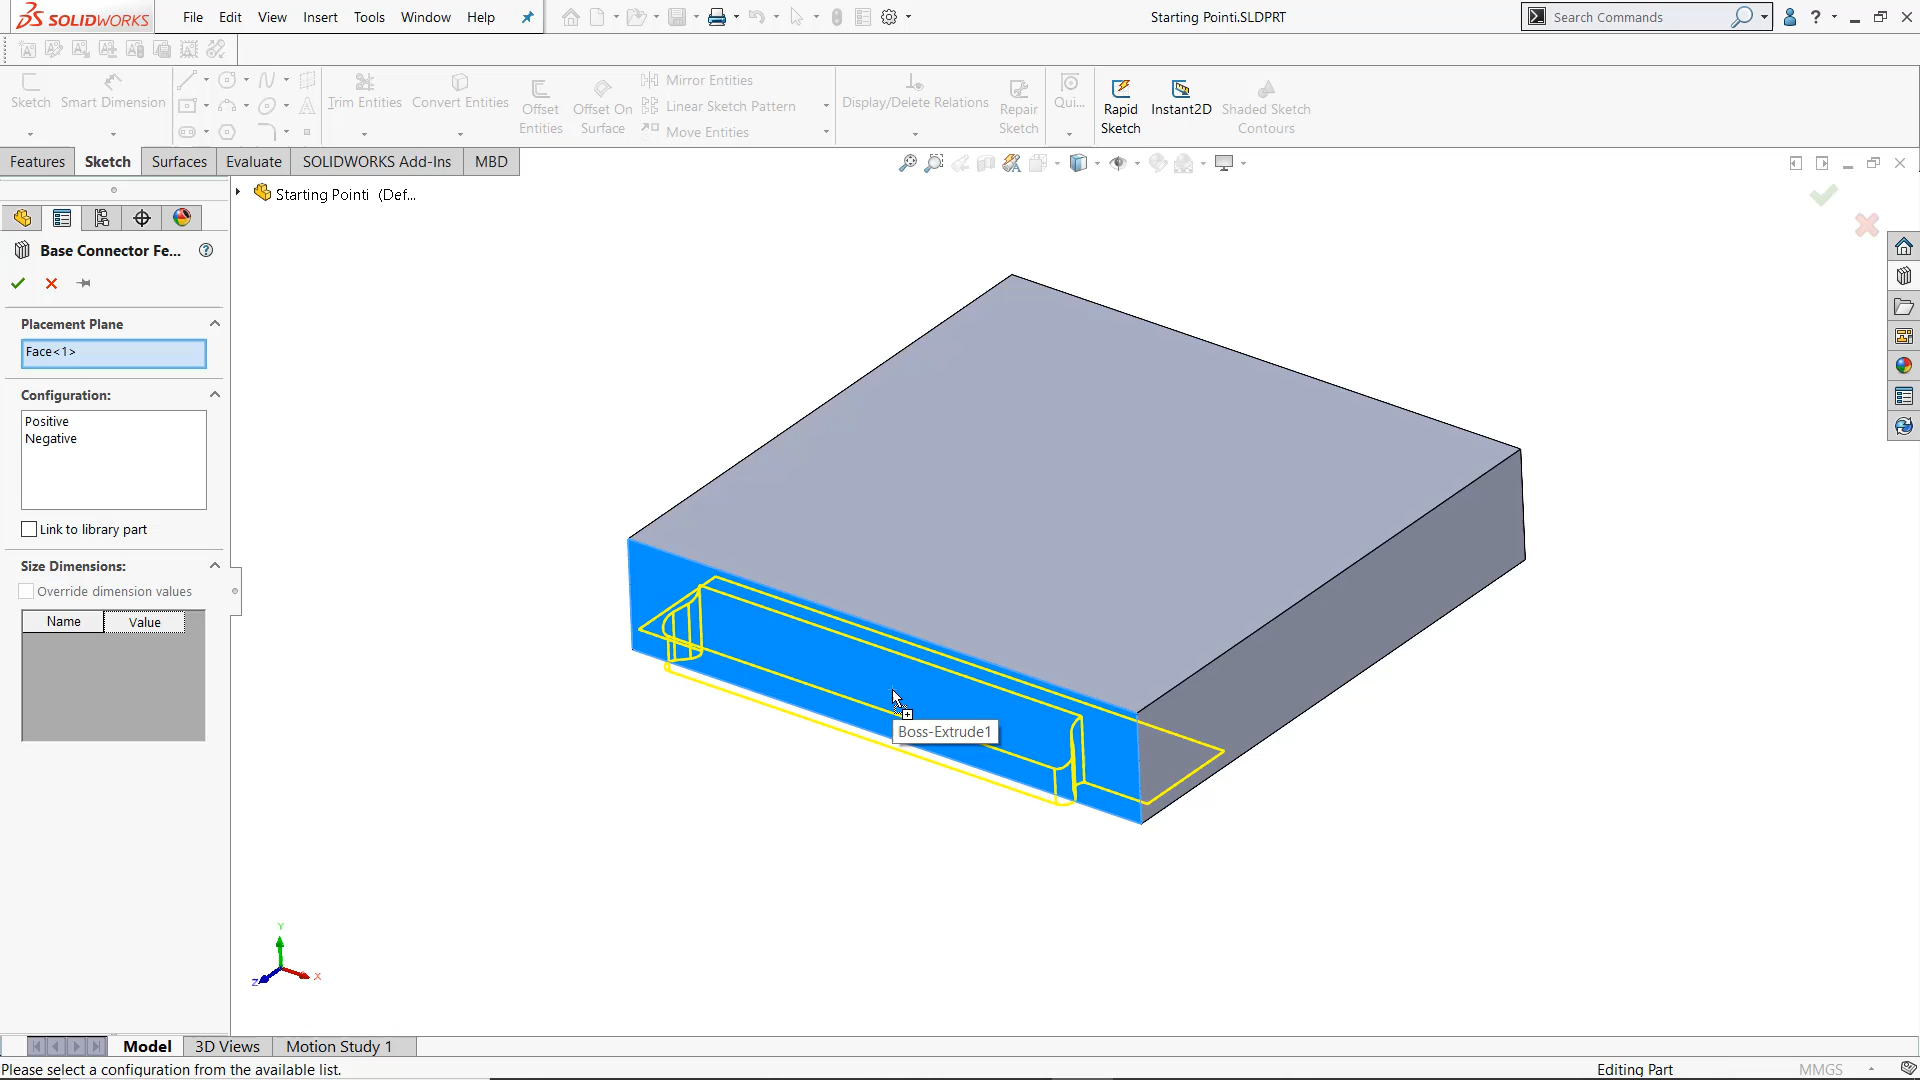 SOLIDWORKS
File Edit View Insert Tools Window Help
Starting Pointi.SLDPRT
Search Commands
?
Sketch
Smart Dimension
Trim Entities
Convert Entities
Offset Entities
Offset On Surface
Mirror Entities
Linear Sketch Pattern
Move Entities
Display/Delete Relations
Repair Sketch
Qui...
Rapid Sketch
Instant2D
Shaded Sketch Contours
Features Sketch Surfaces Evaluate SOLIDWORKS Add-Ins MBD
Starting Pointi (Def...
Base Connector Fe...
?
Placement Plane
Face<1>
Configuration:
Positive
Negative
Link to library part
Size Dimensions:
Override dimension values
Name Value
Boss-Extrude1
Y
X
Z
Model 3D Views Motion Study 1
Please select a configuration from the available list.
Editing Part
MMGS